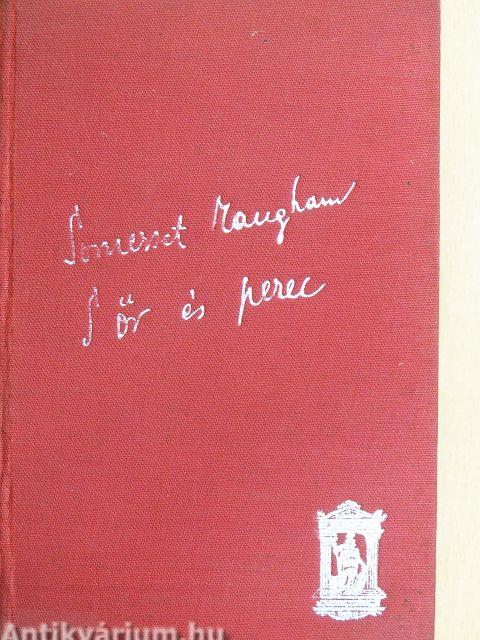 Somerset Maugham
Sör és perec
Antikvárium.hu